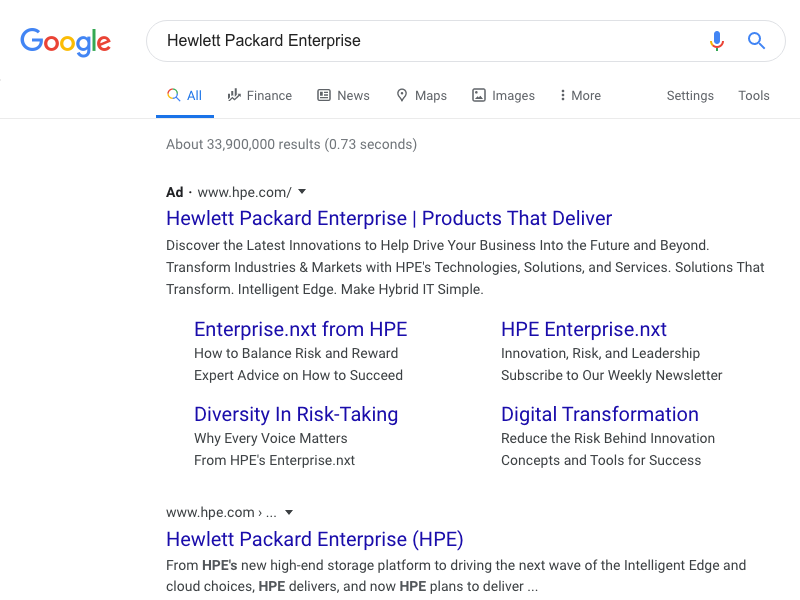 Google
Hewlett Packard Enterprise
All Finance News Maps Images More Settings Tools
About 33,900,000 results (0.73 seconds)
Ad · www.hpe.com/
Hewlett Packard Enterprise | Products That Deliver
Discover the Latest Innovations to Help Drive Your Business Into the Future and Beyond.
Transform Industries & Markets with HPE's Technologies, Solutions, and Services. Solutions That
Transform. Intelligent Edge. Make Hybrid IT Simple.
Enterprise.nxt from HPE
How to Balance Risk and Reward
Expert Advice on How to Succeed
HPE Enterprise.nxt
Innovation, Risk, and Leadership
Subscribe to Our Weekly Newsletter
Diversity In Risk-Taking
Why Every Voice Matters
From HPE's Enterprise.nxt
Digital Transformation
Reduce the Risk Behind Innovation
Concepts and Tools for Success
www.hpe.com › ...
Hewlett Packard Enterprise (HPE)
From HPE's new high-end storage platform to driving the next wave of the Intelligent Edge and
cloud choices, HPE delivers, and now HPE plans to deliver ...